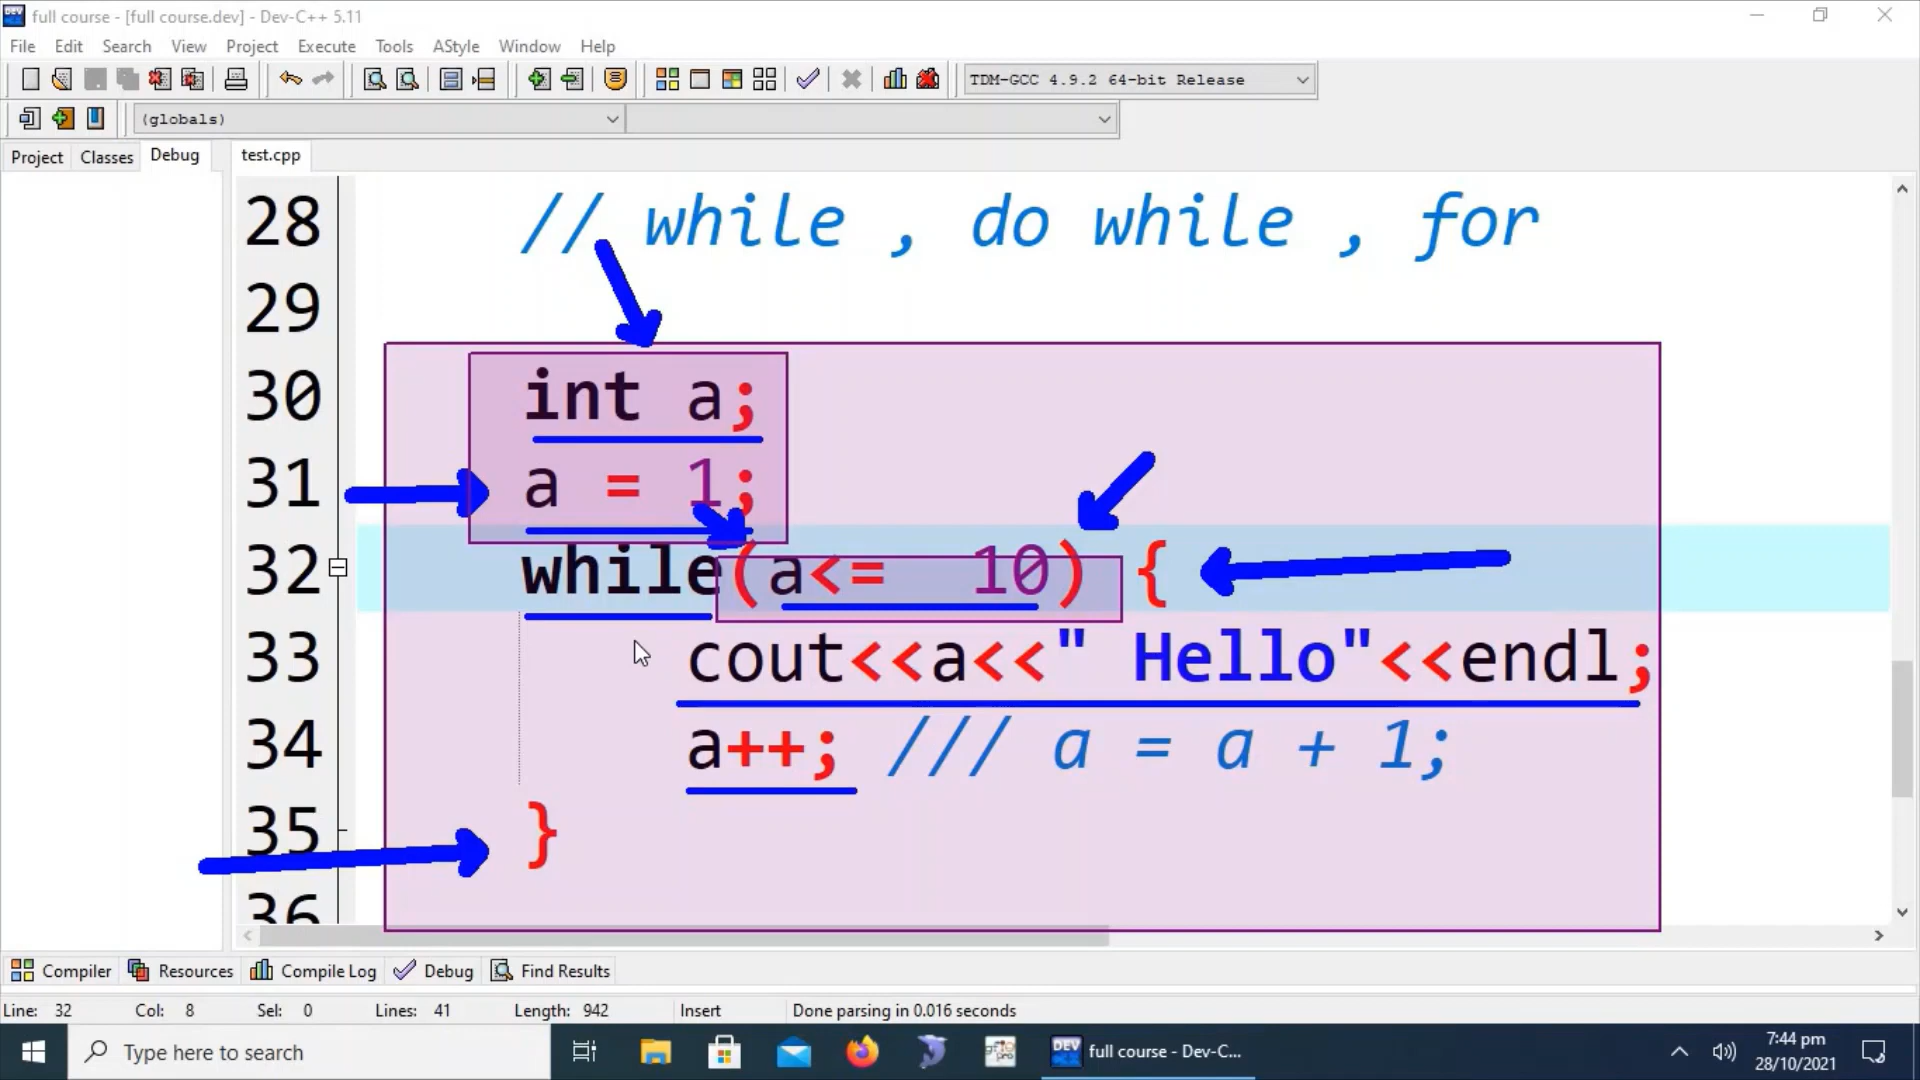 full course - [full course.dev] - Dev-C++ 5.11
File Edit Search View Project Execute Tools AStyle Window Help
TDM-GCC 4.9.2 64-bit Release
(globals)
Project Classes Debug test.cpp
28 // while , do while , for
29
30 int a;
31 a = 1;
32 while(a<= 10) {
33 cout<<a<<" Hello"<<endl;
34 a++; /// a = a + 1;
35 }
36
Compiler Resources Compile Log Debug Find Results
Line: 32 Col: 8 Sel: 0 Lines: 41 Length: 942 Insert Done parsing in 0.016 seconds
Type here to search
DEV full course - Dev-C...
7:44 pm
28/10/2021